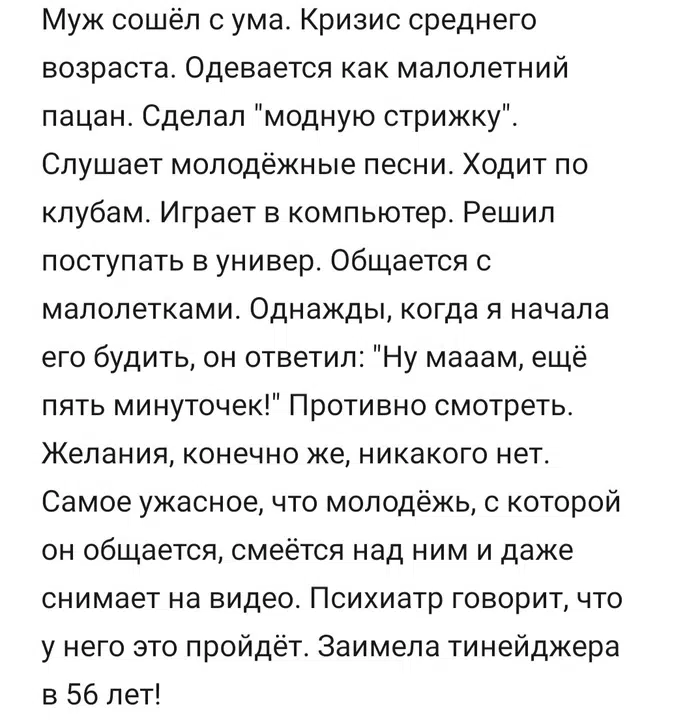 Муж сошёл с ума. Кризис среднего
возраста. Одевается как малолетний
пацан. Сделал "модную стрижку".
Слушает молодёжные песни. Ходит по
клубам. Играет в компьютер. Решил
поступать в универ. Общается с
малолетками. Однажды, когда я начала
его будить, он ответил: "Ну мааам, ещё
пять минуточек!" Противно смотреть.
Желания, конечно же, никакого нет.
Самое ужасное, что молодёжь, с которой
он общается, смеётся над ним и даже
снимает на видео. Психиатр говорит, что
у него это пройдёт. Заимела тинейджера
в 56 лет!